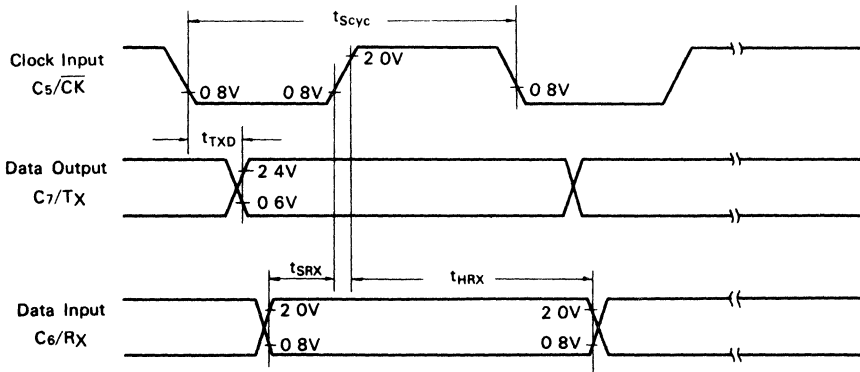 tScyc
Clock Input
C5/C̅K̅
0 8V
0 8V
2 0V
0 8V
tTXD
Data Output
C7/TX
2 4V
0 6V
tSRX
tHRX
Data Input
C6/RX
2 0V
0 8V
2 0V
0 8V